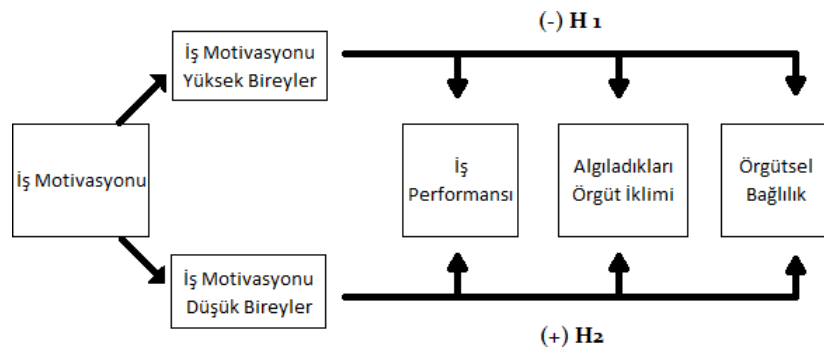 (-) H 1
İş Motivasyonu
Yüksek Bireyler
İş Motivasyonu
İş
Performansı
Algıladıkları
Örgüt İklimi
Örgütsel
Bağlılık
İş Motivasyonu
Düşük Bireyler
(+) H2